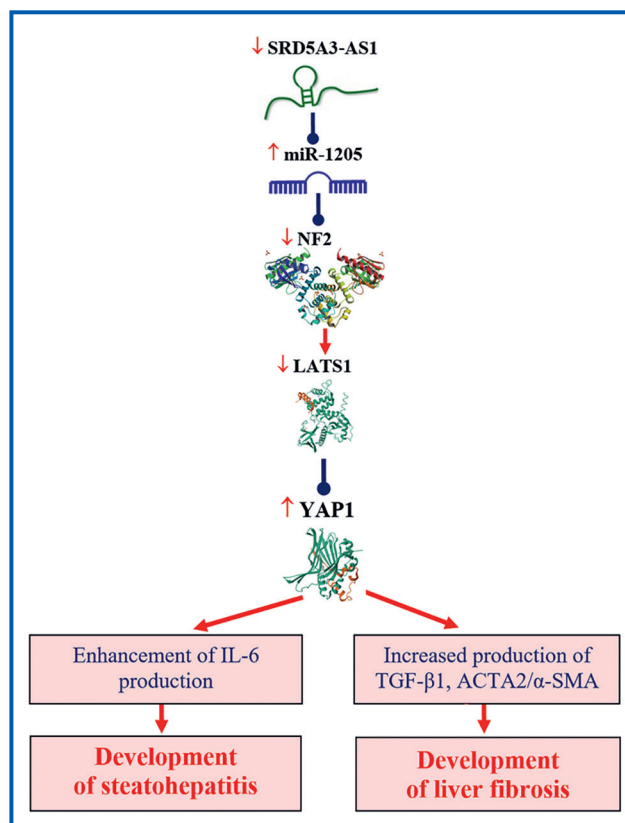 ↓ SRD5A3-AS1
↑ miR-1205
↓ NF2
↓ LATS1
↑ YAP1
Enhancement of IL-6
production
Increased production of
TGF-β1, ACTA2/α-SMA
Development
of steatohepatitis
Development
of liver fibrosis